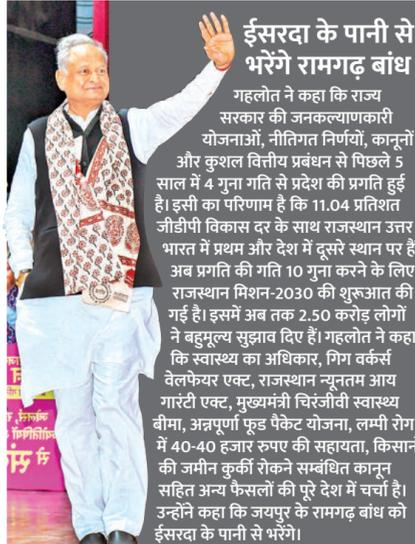 ईसरदा के पानी से
भरेंगे रामगढ़ बांध
गहलोत ने कहा कि राज्य
सरकार की जनकल्याणकारी
योजनाओं, नीतिगत निर्णयों, कानूनों
और कुशल वित्तीय प्रबंधन से पिछले 5
साल में 4 गुना गति से प्रदेश की प्रगति हुई
है। इसी का परिणाम है कि 11.04 प्रतिशत
जीडीपी विकास दर के साथ राजस्थान उत्तर
भारत में प्रथम और देश में दूसरे स्थान पर है
अब प्रगति की गति 10 गुना करने के लिए
राजस्थान मिशन-2030 की शुरूआत की
गई है। इसमें अब तक 2.50 करोड़ लोगों
ने बहुमूल्य सुझाव दिए हैं। गहलोत ने कहा
कि स्वास्थ्य का अधिकार, गिग वर्कर्स
वेलफेयर एक्ट, राजस्थान न्यूनतम आय
गारंटी एक्ट, मुख्यमंत्री चिरंजीवी स्वास्थ्य
बीमा, अन्नपूर्णा फूड पैकेट योजना, लम्पी रोग
में 40-40 हजार रुपए की सहायता, किसान
की जमीन कुर्की रोकने सम्बंधित कानून
सहित अन्य फैसलों की पूरे देश में चर्चा है।
उन्होंने कहा कि जयपुर के रामगढ़ बांध को
ईसरदा के पानी से भरेंगे।